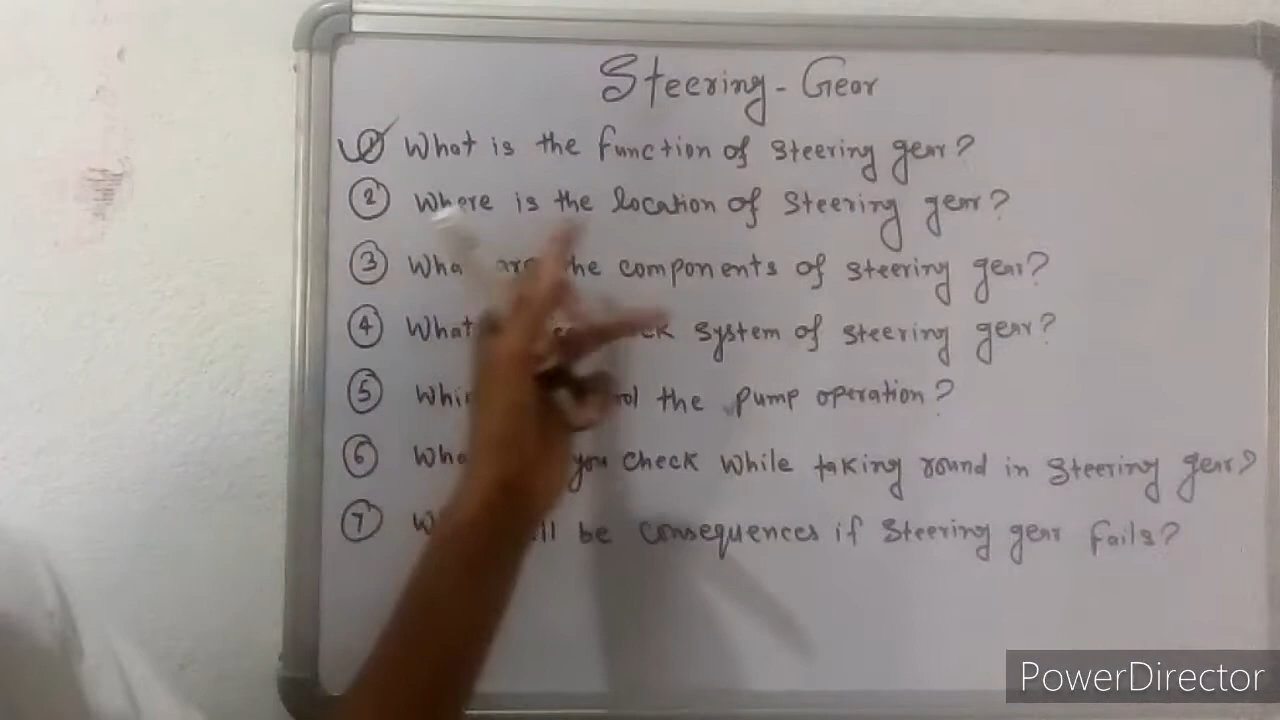 Steering - Gear
1 What is the function of steering gear?
2 Where is the location of steering gear?
3 are the components of steering gear?
4 What system of steering gear?
5 the pump operation?
6 you check while taking round in steering gear?
7 be consequences if steering gear fails?
PowerDirector